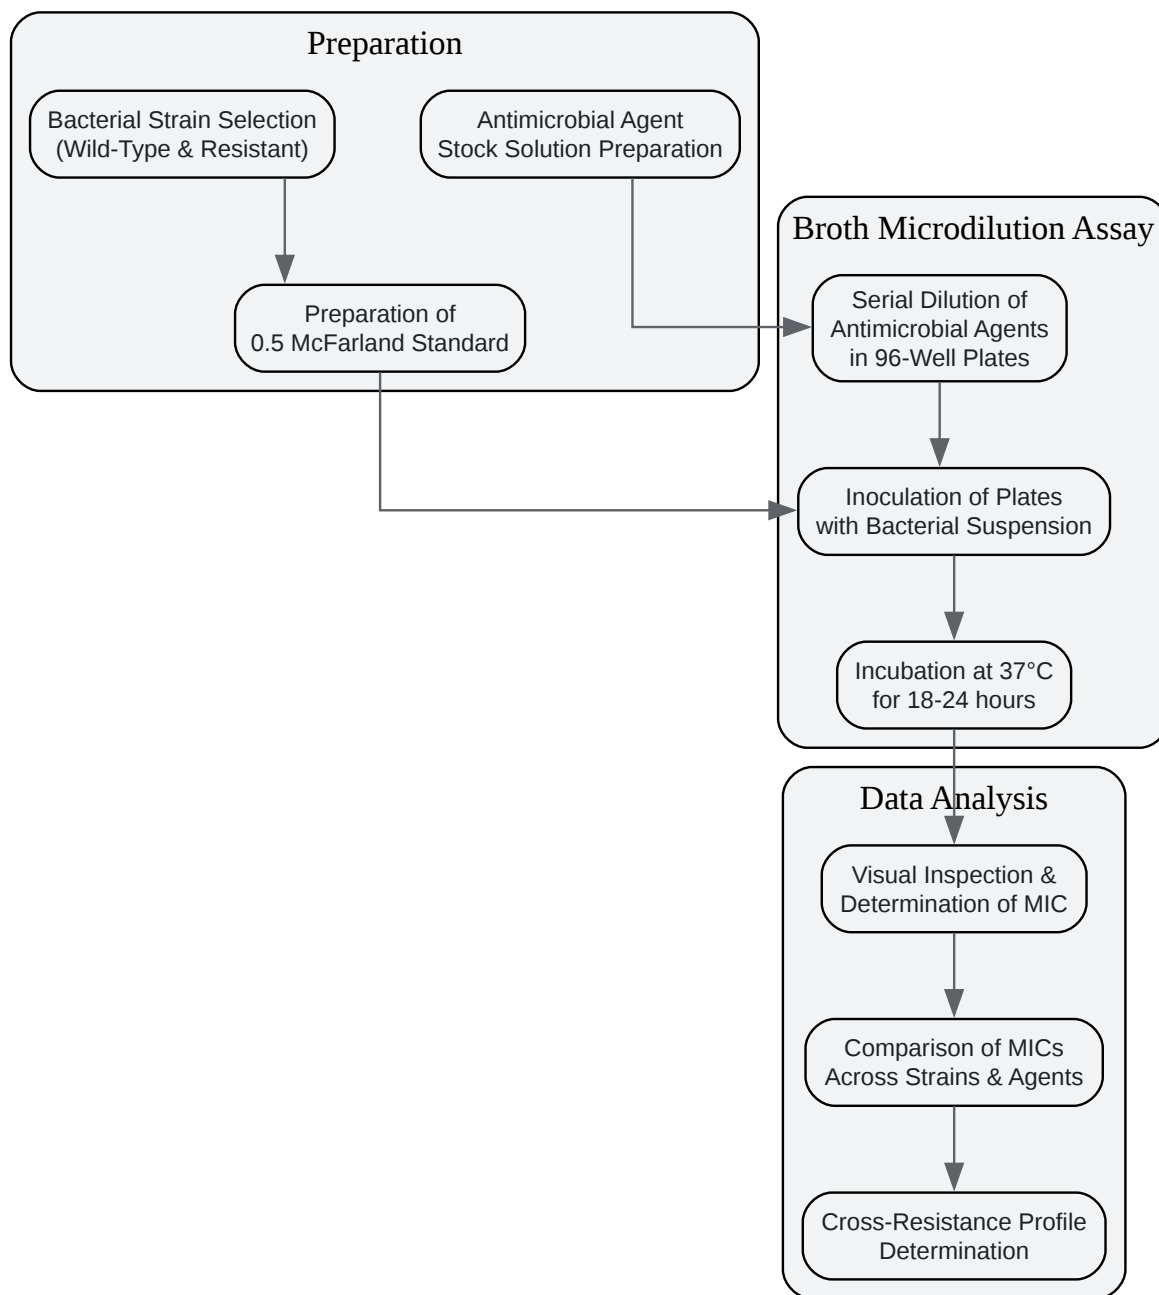 Preparation
Bacterial Strain Selection
(Wild-Type & Resistant)
Antimicrobial Agent
Stock Solution Preparation
Preparation of
0.5 McFarland Standard
Broth Microdilution Assay
Serial Dilution of
Antimicrobial Agents
in 96-Well Plates
Inoculation of Plates
with Bacterial Suspension
Incubation at 37°C
for 18-24 hours
Data Analysis
Visual Inspection &
Determination of MIC
Comparison of MICs
Across Strains & Agents
Cross-Resistance Profile
Determination